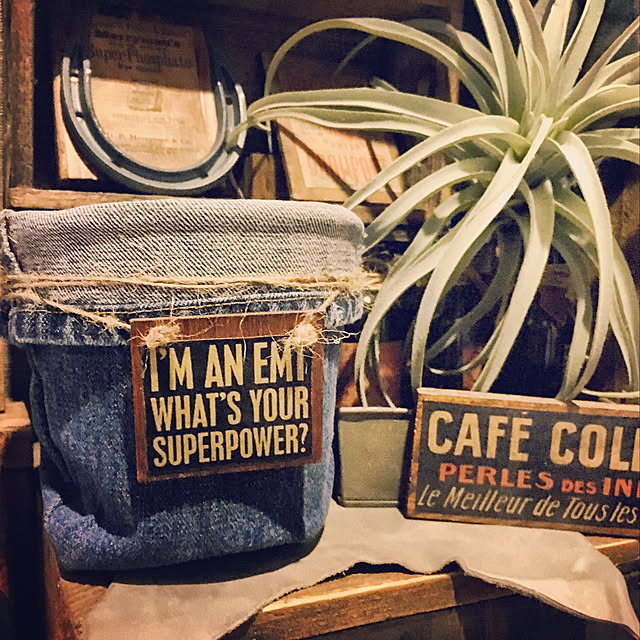 I'M AN EMT
WHAT'S YOUR
SUPERPOWER?
CAFÉ COL
PERLES DES IN
Le Meilleur de Tous les